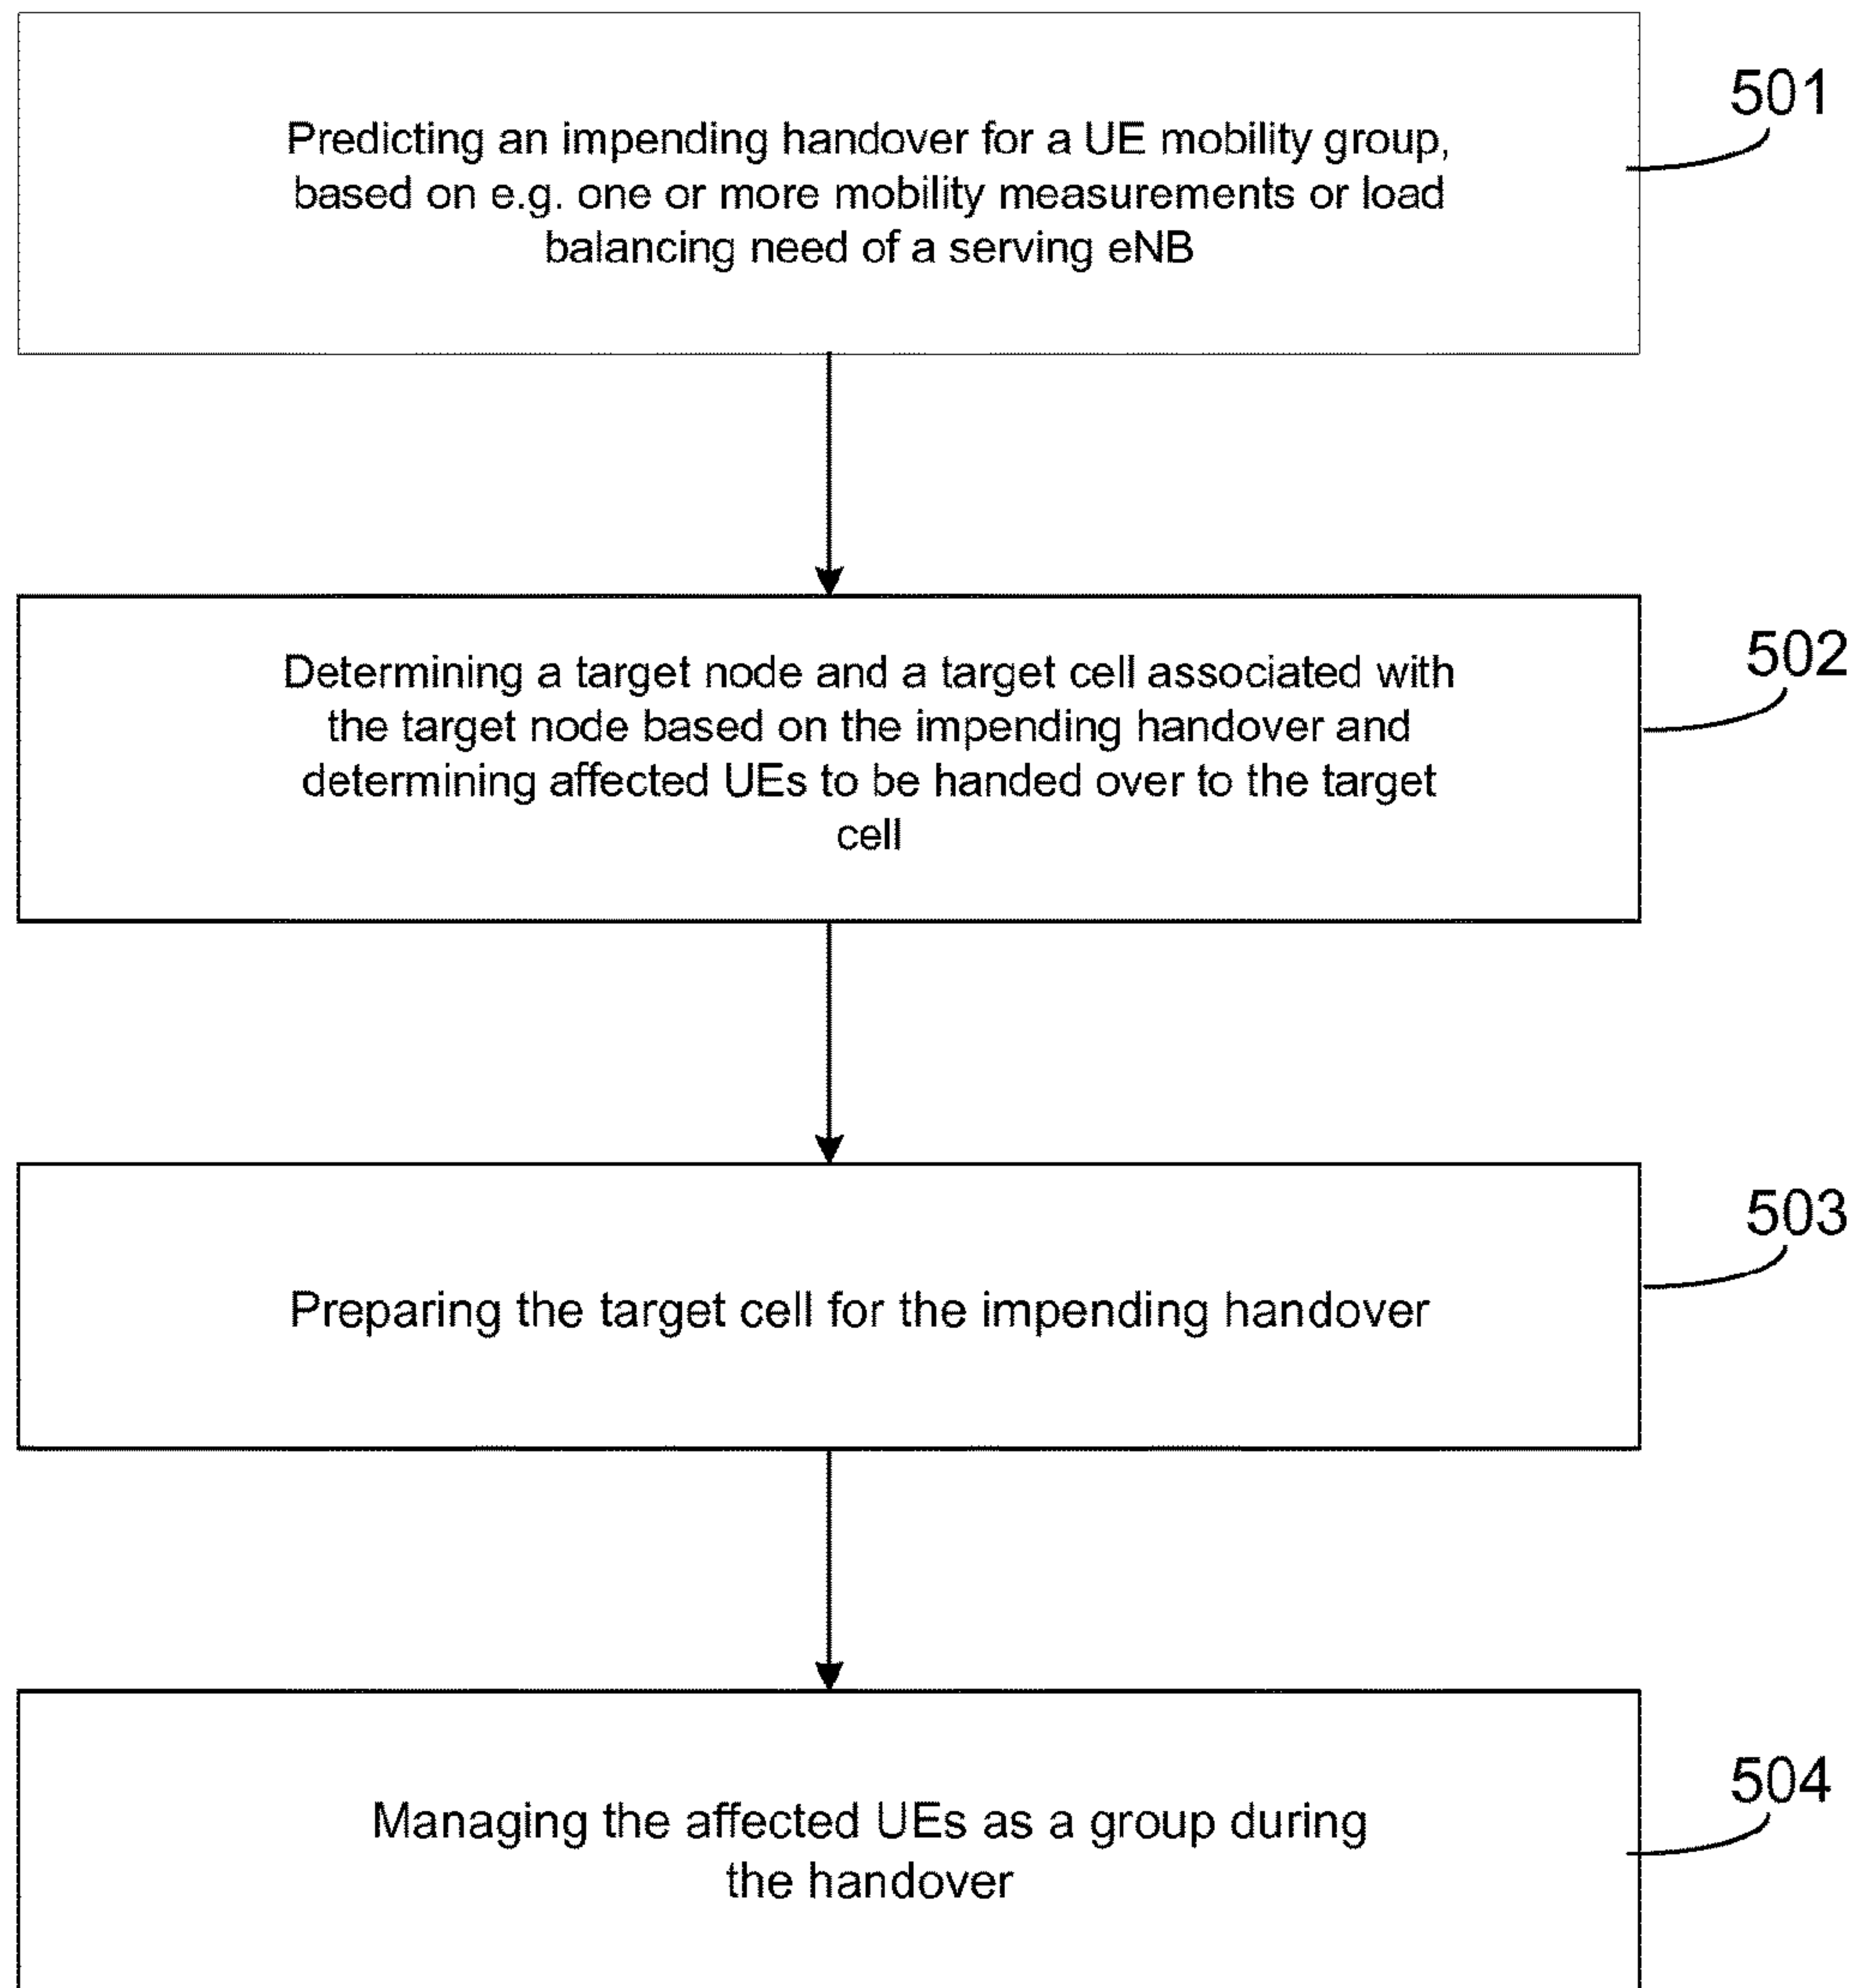 501
Predicting an impending handover for a UE mobility group,
based on e.g. one or more mobility measurements or load
balancing need of a serving eNB
502
Determining a target node and a target cell associated with
the target node based on the impending handover and
determining affected UEs to be handed over to the target
cell
503
Preparing the target cell for the impending handover
504
Managing the affected UEs as a group during
the handover